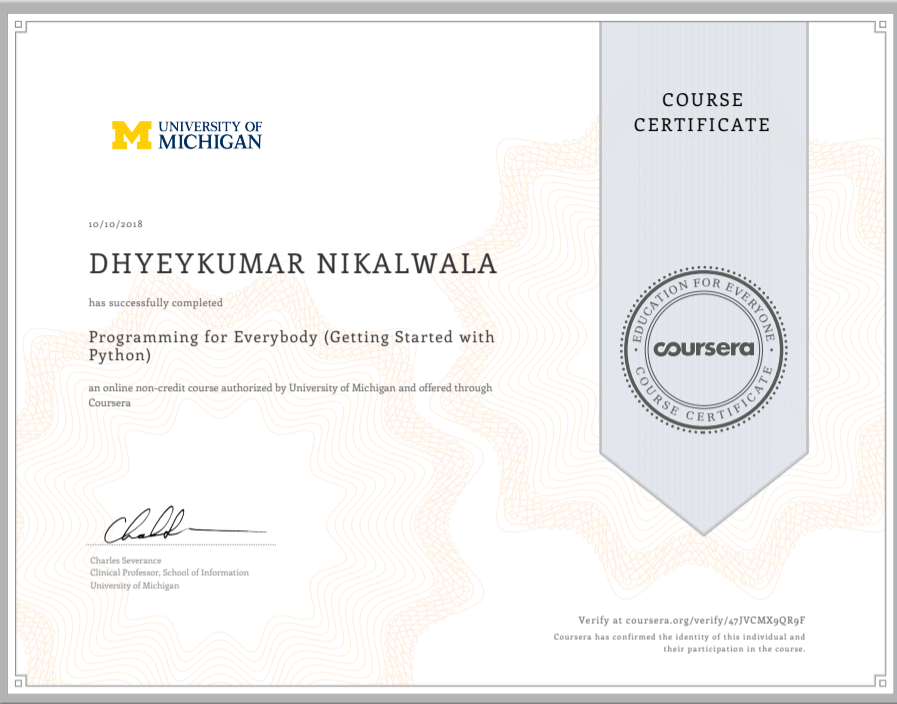 UNIVERSITY OF
MICHIGAN
COURSE
CERTIFICATE
10/10/2018
DHYEYKUMAR NIKALWALA
has successfully completed
Programming for Everybody (Getting Started with
Python)
an online non-credit course authorized by University of Michigan and offered through
Coursera
EDUCATION FOR EVERYONE
coursera
COURSE CERTIFICATE
Charles Severance
Clinical Professor, School of Information
University of Michigan
Verify at coursera.org/verify/47JVCMX9QR9F
Coursera has confirmed the identity of this individual and
their participation in the course.